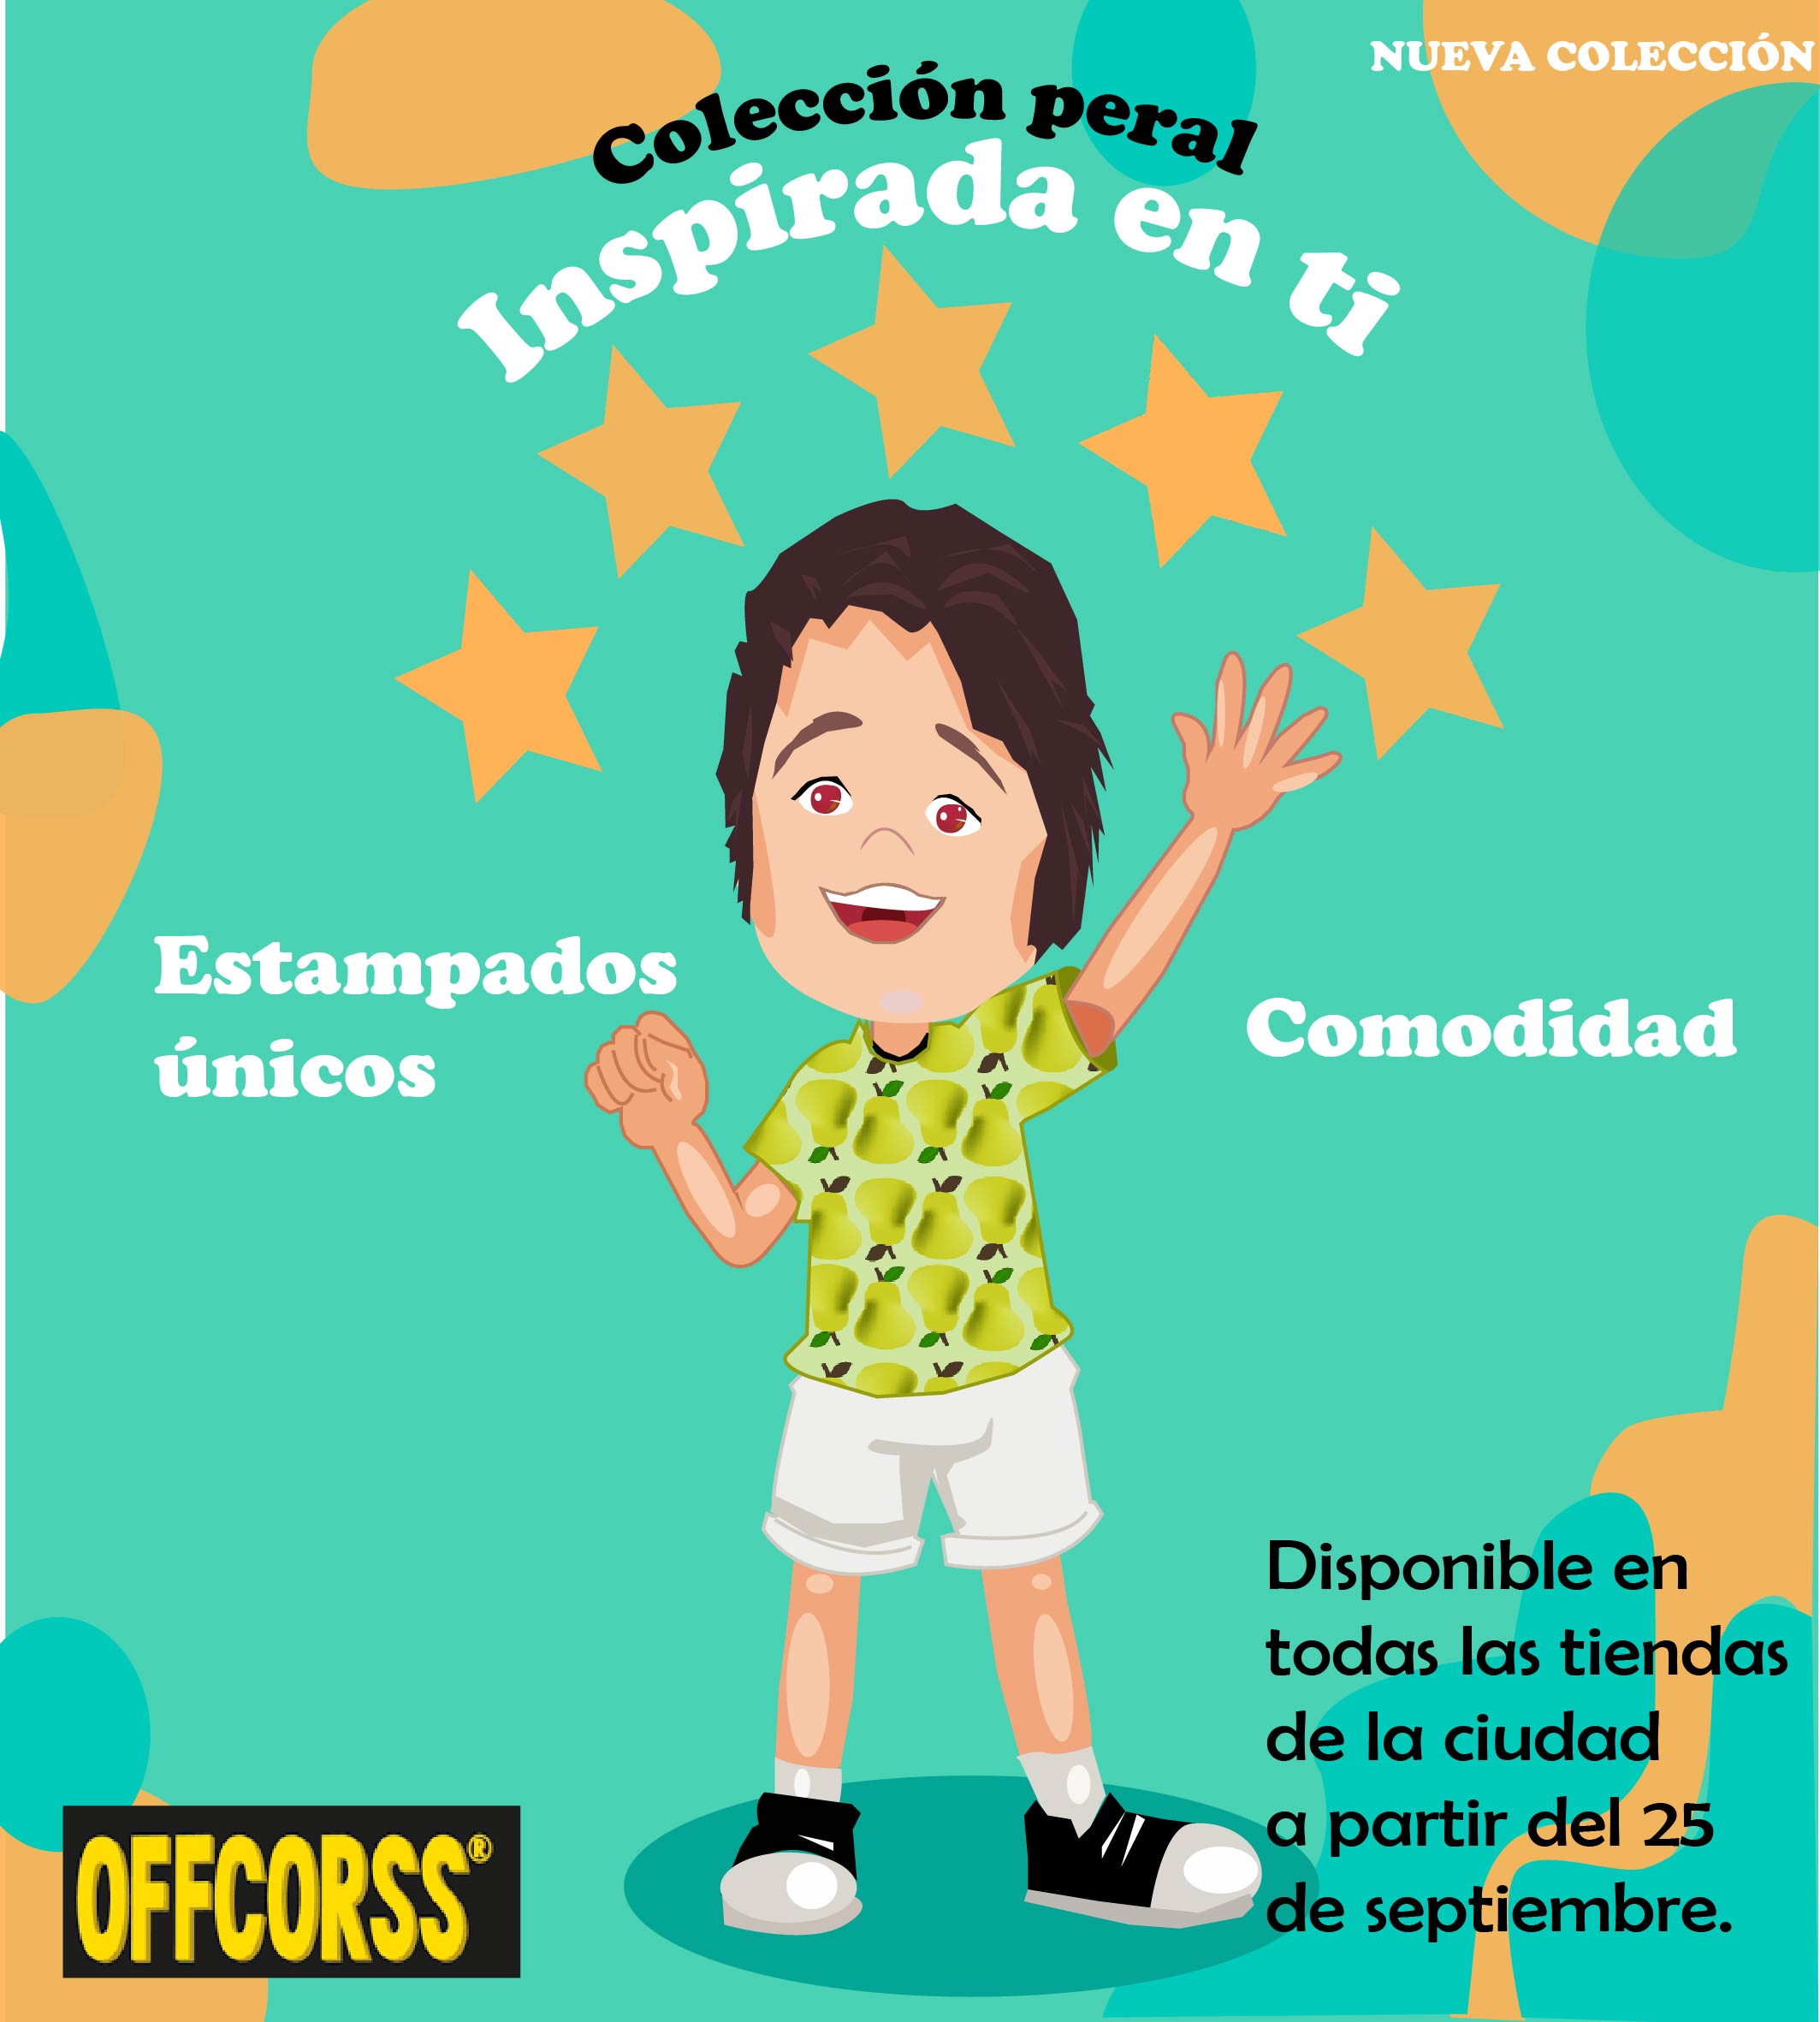 NUEVA COLECCIÓN
Colección peral
Inspirada en ti
Estampados
únicos
Comodidad
Disponible en
todas las tiendas
de la ciudad
a partir del 25
de septiembre.
OFFCORSS®